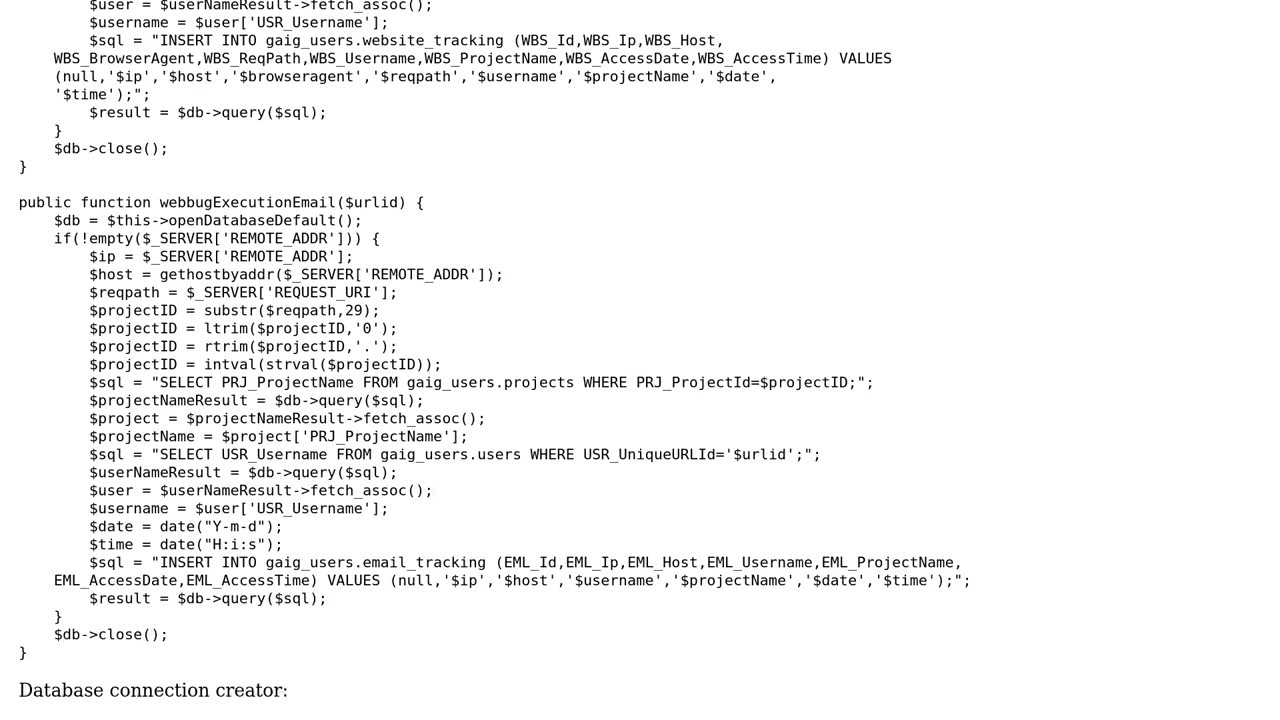 $user = $userNameResult->fetch_assoc();
$username = $user['USR_Username'];
$sql = "INSERT INTO gaig_users.website_tracking (WBS_Id,WBS_Ip,WBS_Host,
WBS_BrowserAgent,WBS_ReqPath,WBS_Username,WBS_ProjectName,WBS_AccessDate,WBS_AccessTime) VALUES
(null,'$ip','$host','$browseragent','$reqpath','$username','$projectName','$date',
'$time');";
$result = $db->query($sql);
}
$db->close();
}
public function webbugExecutionEmail($urlid) {
$db = $this->openDatabaseDefault();
if(!empty($_SERVER['REMOTE_ADDR'])) {
$ip = $_SERVER['REMOTE_ADDR'];
$host = gethostbyaddr($_SERVER['REMOTE_ADDR']);
$reqpath = $_SERVER['REQUEST_URI'];
$projectID = substr($reqpath,29);
$projectID = ltrim($projectID,'0');
$projectID = rtrim($projectID,'.');
$projectID = intval(strval($projectID));
$sql = "SELECT PRJ_ProjectName FROM gaig_users.projects WHERE PRJ_ProjectId=$projectID;";
$projectNameResult = $db->query($sql);
$project = $projectNameResult->fetch_assoc();
$projectName = $project['PRJ_ProjectName'];
$sql = "SELECT USR_Username FROM gaig_users.users WHERE USR_UniqueURLId='$urlid';";
$userNameResult = $db->query($sql);
$user = $userNameResult->fetch_assoc();
$username = $user['USR_Username'];
$date = date("Y-m-d");
$time = date("H:i:s");
$sql = "INSERT INTO gaig_users.email_tracking (EML_Id,EML_Ip,EML_Host,EML_Username,EML_ProjectName,
EML_AccessDate,EML_AccessTime) VALUES (null,'$ip','$host','$username','$projectName','$date','$time');";
$result = $db->query($sql);
}
$db->close();
}
Database connection creator: